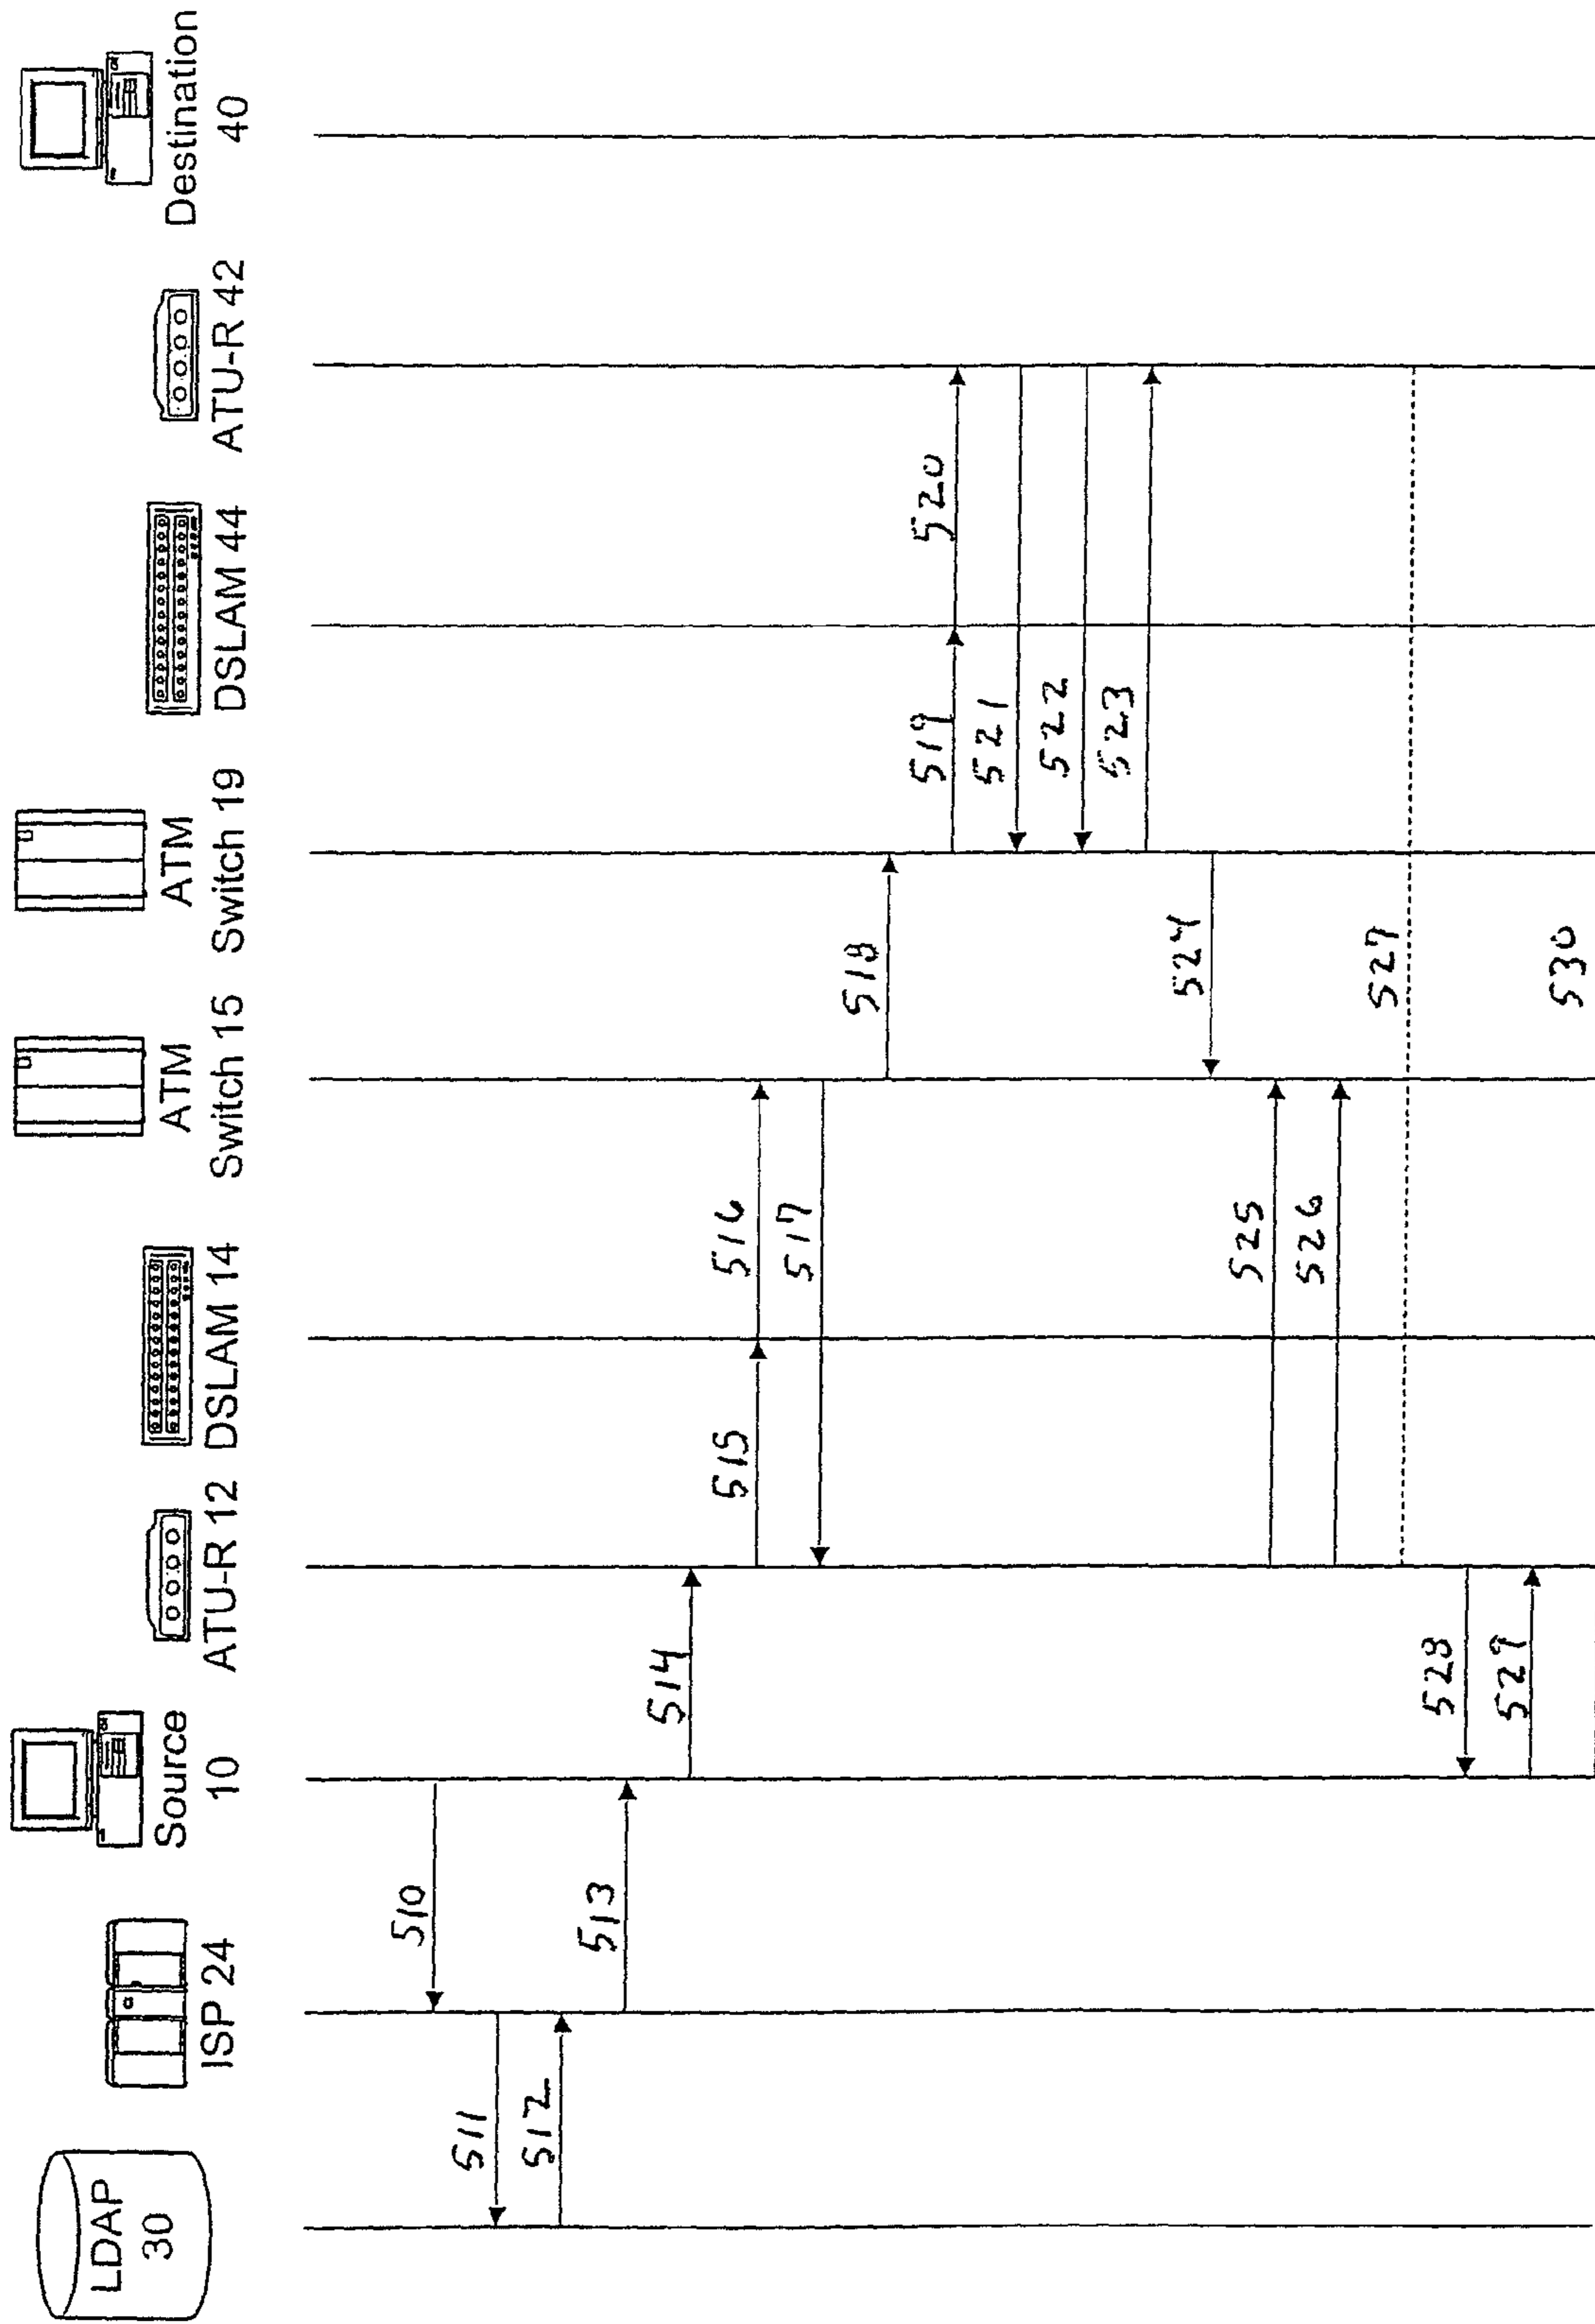 LDAP
30
ISP 24
Source
10
ATU-R 12
DSLAM 14
ATM
Switch 15
ATM
Switch 19
DSLAM 44
ATU-R 42
Destination
40
510
511
512
513
514
515
516
517
518
519
520
521
522
523
524
525
526
527
528
529
530